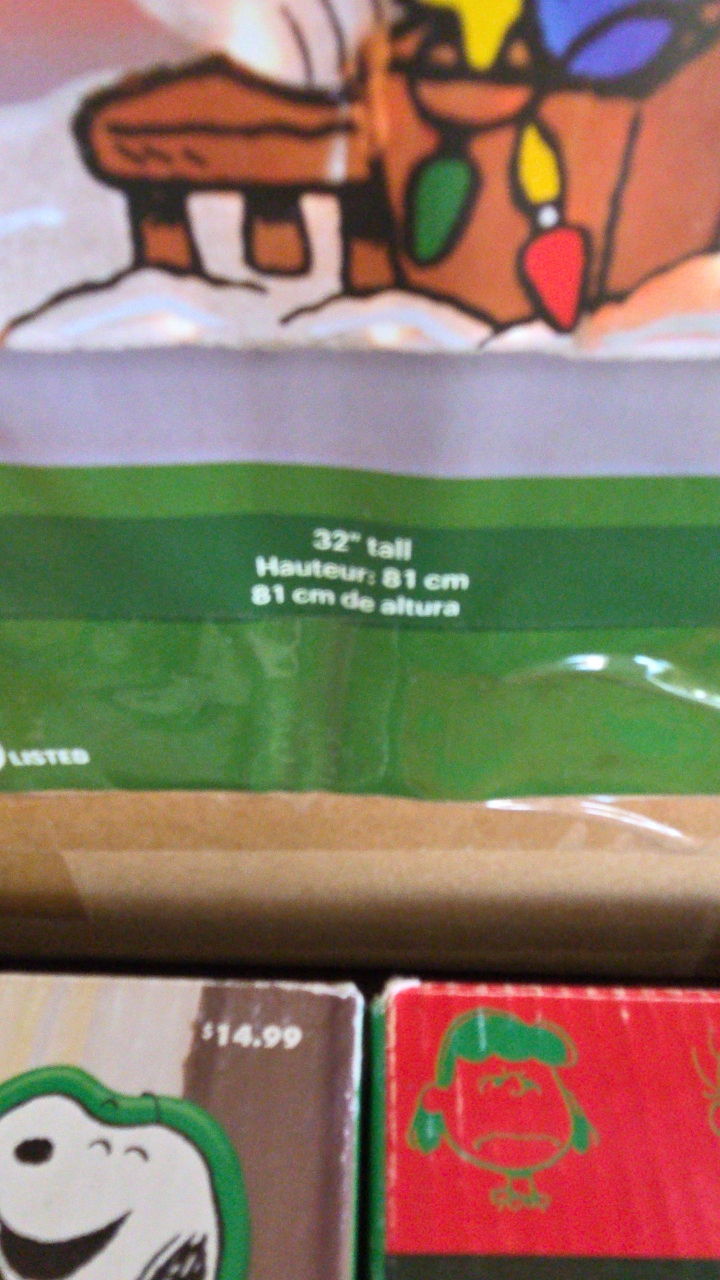 32" tall
Hauteur: 81 cm
81 cm de altura
LISTED
$14.99